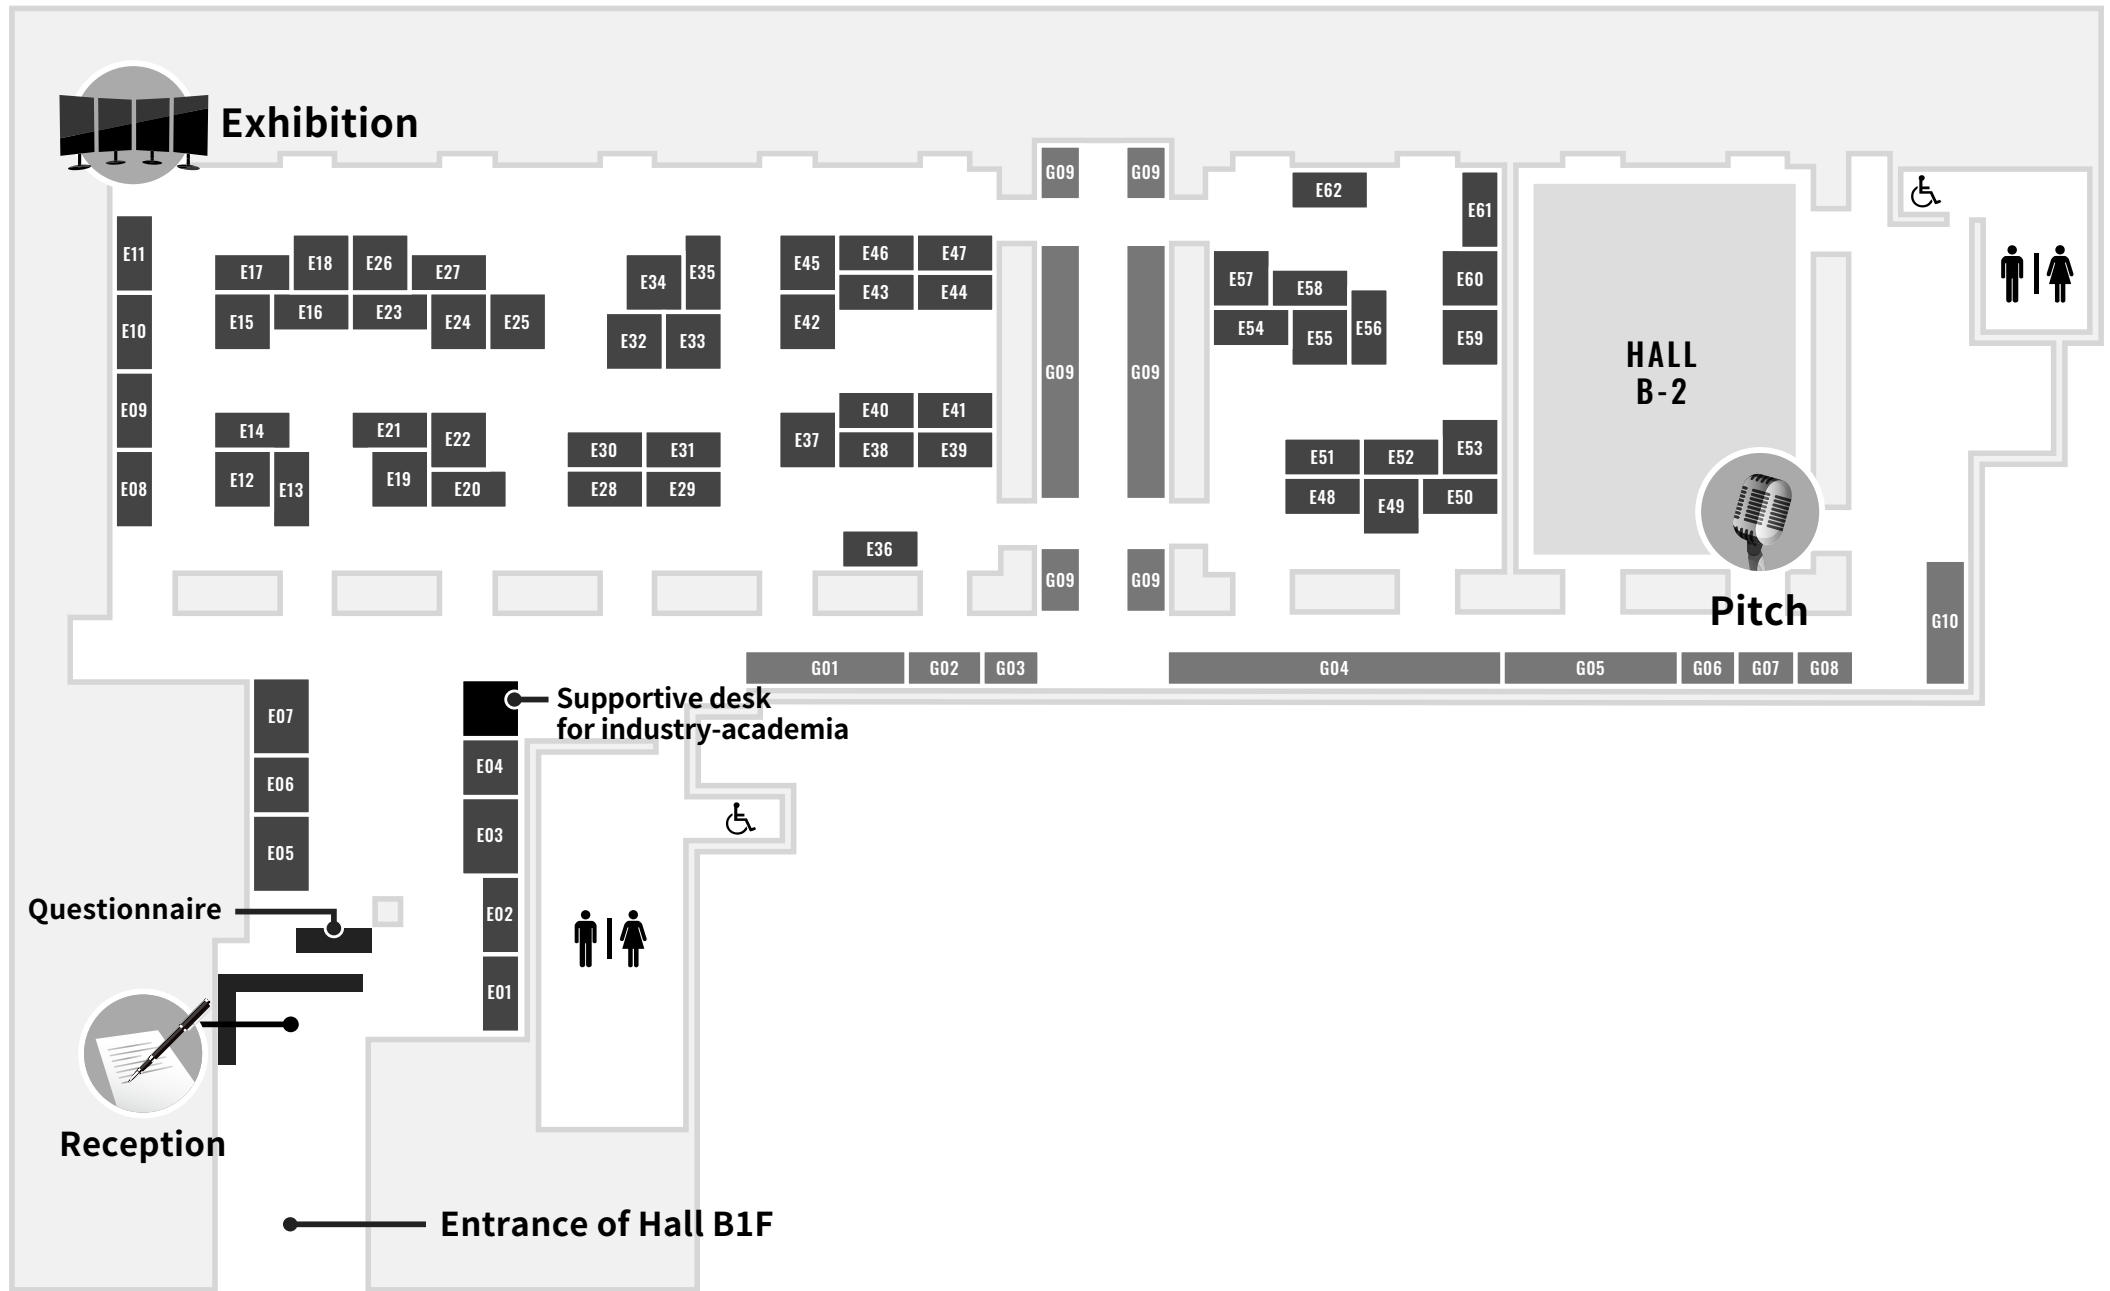 Exhibition
G09 G09
E62
E61
E11
E17 E18 E26 E27
E34 E35
E45 E46 E47
E43 E44
E57 E58 E60
E10
E15 E16 E23 E24 E25
E32 E33
E42
E54 E55 E56 E59
G09 G09
HALL
B-2
E09
E14 E21 E22
E30 E31
E37 E40 E41
E38 E39
E51 E52 E53
E08
E12 E13 E19 E20
E28 E29
E48 E49 E50
E36
G09 G09
Pitch
G10
G01 G02 G03 G04 G05 G06 G07 G08
Supportive desk
for industry-academia
E07
E04
E06
E03
E05
Questionnaire
E02
E01
Reception
Entrance of Hall B1F